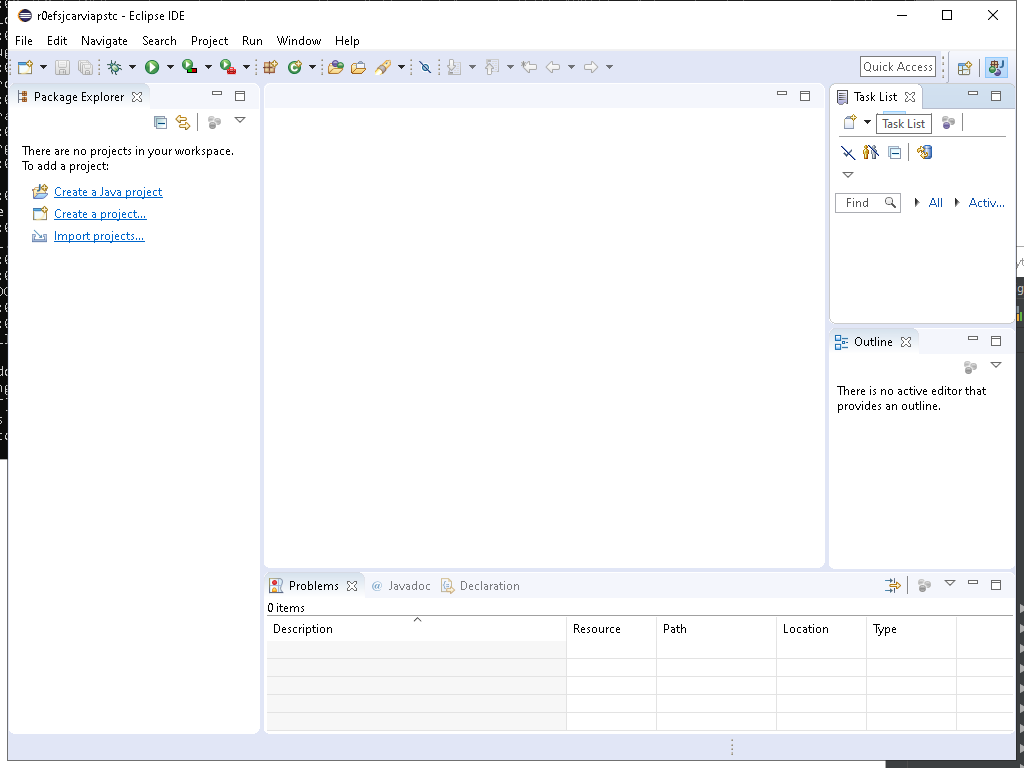 r0efsjcarviapstc - Eclipse IDE
File Edit Navigate Search Project Run Window Help
Quick Access
Package Explorer
There are no projects in your workspace.
To add a project:
Create a Java project
Create a project...
Import projects...
Task List
Task List
Find All Activ...
Outline
There is no active editor that
provides an outline.
Problems @ Javadoc Declaration
0 items
Description Resource Path Location Type